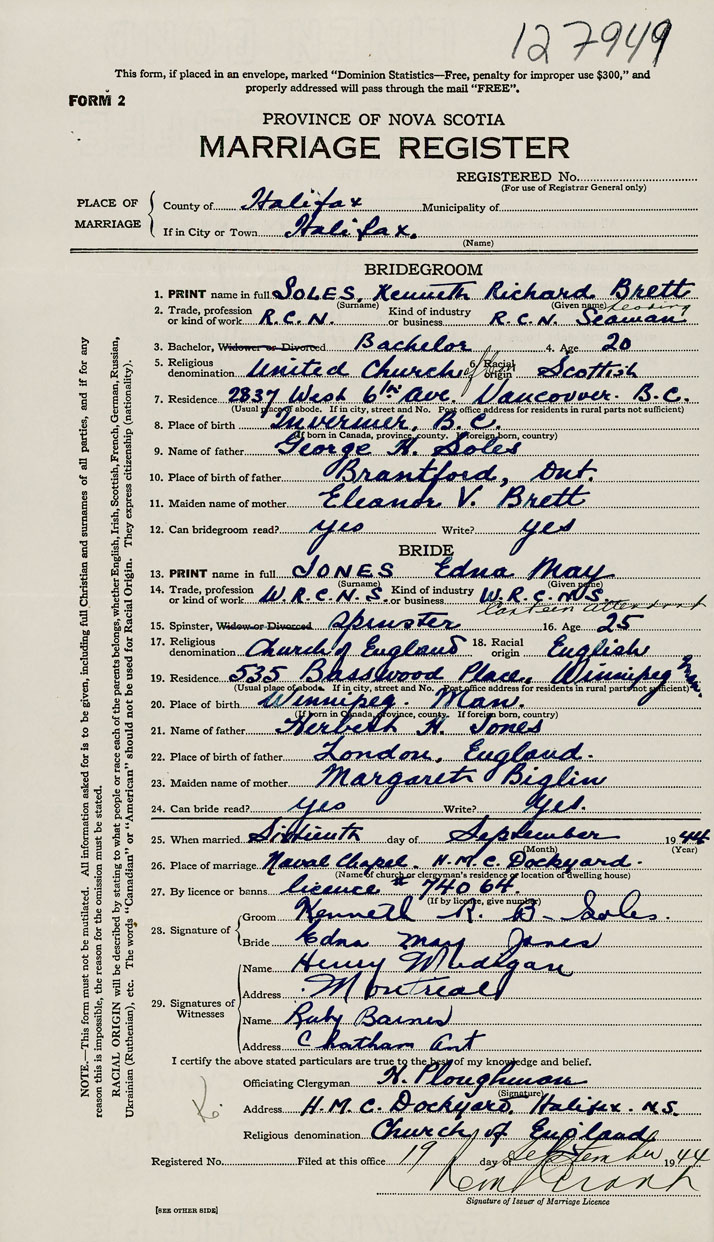 127949
This form, if placed in an envelope, marked "Dominion Statistics—Free, penalty for improper use $300," and
properly addressed will pass through the mail "FREE".
FORM 2
PROVINCE OF NOVA SCOTIA
MARRIAGE REGISTER
REGISTERED No.
(For use of Registrar General only)
PLACE OF MARRIAGE
County of Halifax Municipality of
If in City or Town Halifax.
(Name)
BRIDEGROOM
1. PRINT name in full SOLES, Kenneth Richard Brett
(Surname) (Given name)
2. Trade, profession or kind of work R.C.N. Kind of industry or business R.C.N. Leading Seaman
3. Bachelor, Widower or Divorced Bachelor 4. Age 20
5. Religious denomination United Church 6. Racial origin Scottish
7. Residence 2837 West 6th Ave. Vancouver. B.C.
(Usual place of abode. If in city, street and No. Post office address for residents in rural parts not sufficient)
8. Place of birth Invermer, B.C.
(If born in Canada, province, county. If foreign born, country)
9. Name of father George H. Soles
10. Place of birth of father Brantford, Ont.
11. Maiden name of mother Eleanor V. Brett
12. Can bridegroom read? yes Write? yes
BRIDE
13. PRINT name in full JONES Edna May
(Surname) (Given name)
14. Trade, profession or kind of work W.R.C.N.S. Kind of industry or business W.R.C.N.S.
15. Spinster, Widow or Divorced Spinster 16. Age 25
17. Religious denomination Church of England 18. Racial origin English
19. Residence 535 Basswood Place, Winnipeg Man.
(Usual place of abode. If in city, street and No. Post office address for residents in rural parts not sufficient)
20. Place of birth Winnipeg. Man.
(If born in Canada, province, county. If foreign born, country)
21. Name of father Herbert H. Jones
22. Place of birth of father London, England.
23. Maiden name of mother Margaret Biglin
24. Can bride read? yes Write? Yes.
25. When married Sixteenth day of September 1944
(Month) (Year)
26. Place of marriage Naval Chapel. H.M.C. Dockyard.
(Name of church or clergyman's residence or location of dwelling house)
27. By licence or banns licence # 74064.
(If by licence, give number)
28. Signature of
Groom Kenneth R. B. Soles.
Bride Edna May Jones
29. Signatures of Witnesses
Name Henry Madigan
Address Montreal
Name Ruby Barnes
Address Chatham Ont
I certify the above stated particulars are true to the best of my knowledge and belief.
Officiating Clergyman H. Ploughman
(Signature)
Address H.M.C. Dockyard, Halifax. N.S.
Religious denomination Church of England
Registered No. Filed at this office 19 day of September 1944
Signature of Issuer of Marriage Licence
[SEE OTHER SIDE]
NOTE.—This form must not be mutilated. All information asked for is to be given, including full Christian and surnames of all parties, and if for any
reason this is impossible, the reason for the omission must be stated.
RACIAL ORIGIN will be described by stating to what people or race each of the parents belongs, whether English, Irish, Scottish, French, German, Russian,
Ukrainian (Ruthenian), etc. The words "Canadian" or "American" should not be used for Racial Origin. They express citizenship (nationality).